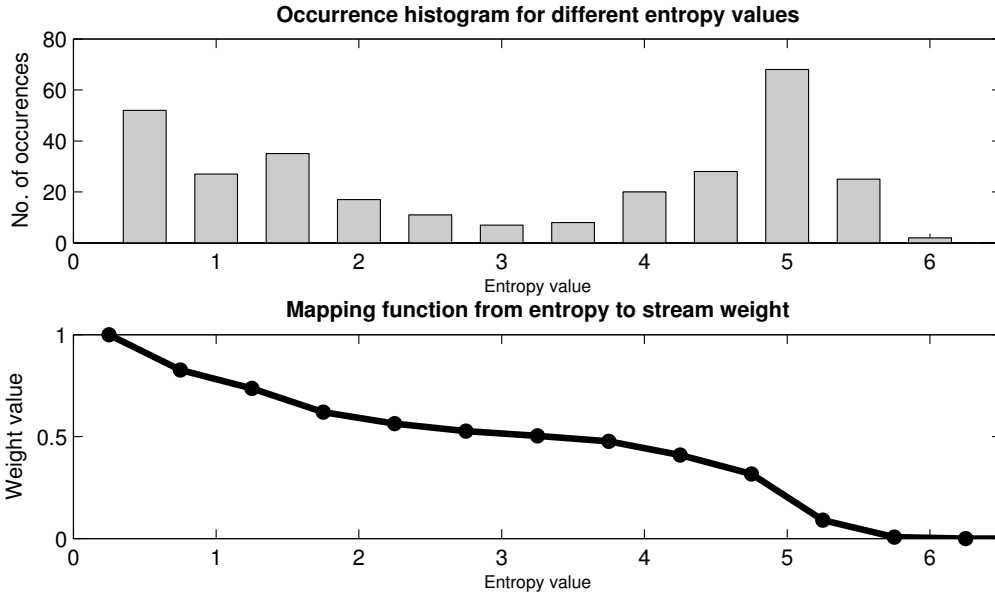 Occurrence histogram for different entropy values
80
60
40
20
0
No. of occurences
0 1 2 3 4 5 6
Entropy value
Mapping function from entropy to stream weight
1
0.5
0
Weight value
0 1 2 3 4 5 6
Entropy value